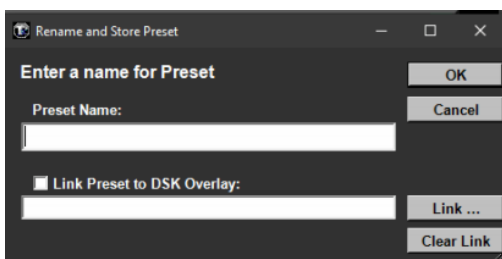 Rename and Store Preset
Enter a name for Preset
OK
Preset Name:
Cancel
Link Preset to DSK Overlay:
Link ...
Clear Link